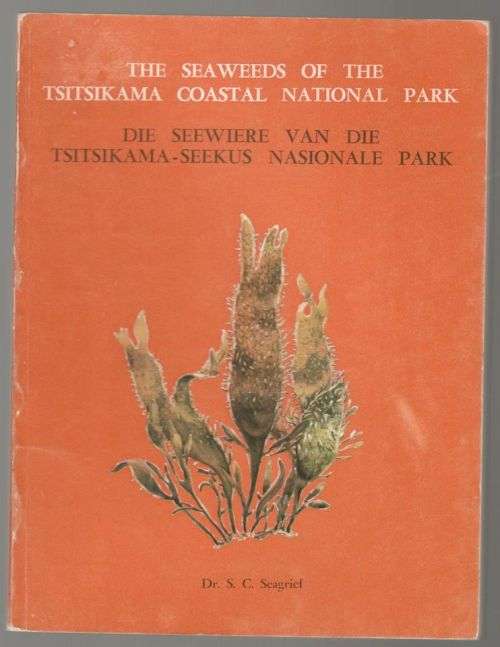 THE SEAWEEDS OF THE
TSITSIKAMA COASTAL NATIONAL PARK
DIE SEEWIERE VAN DIE
TSITSIKAMA-SEEKUS NASIONALE PARK
Dr. S. C. Seagrief